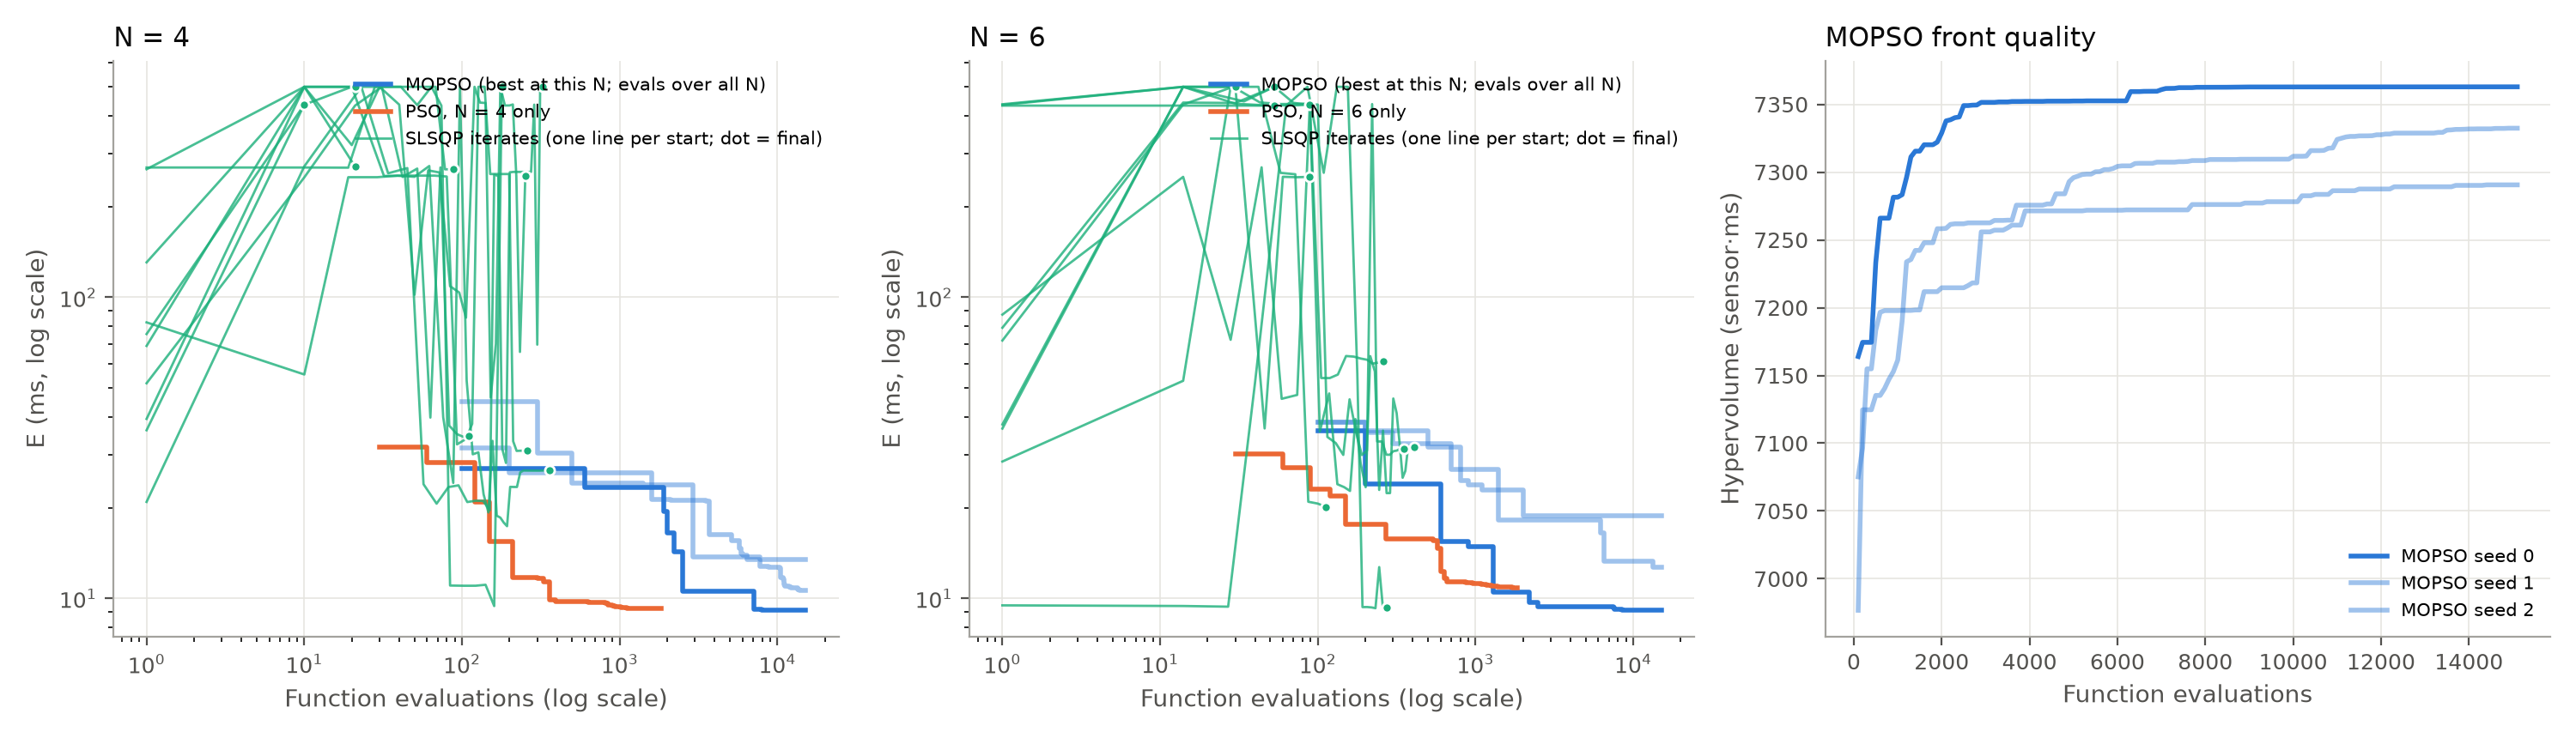 N = 4
MOPSO (best at this N; evals over all N)
PSO, N = 4 only
SLSQP iterates (one line per start; dot = final)
E (ms, log scale)
10²
10¹
10⁰ 10¹ 10² 10³ 10⁴
Function evaluations (log scale)
N = 6
MOPSO (best at this N; evals over all N)
PSO, N = 6 only
SLSQP iterates (one line per start; dot = final)
E (ms, log scale)
10²
10¹
10⁰ 10¹ 10² 10³ 10⁴
Function evaluations (log scale)
MOPSO front quality
Hypervolume (sensor·ms)
7350
7300
7250
7200
7150
7100
7050
7000
MOPSO seed 0
MOPSO seed 1
MOPSO seed 2
0 2000 4000 6000 8000 10000 12000 14000
Function evaluations